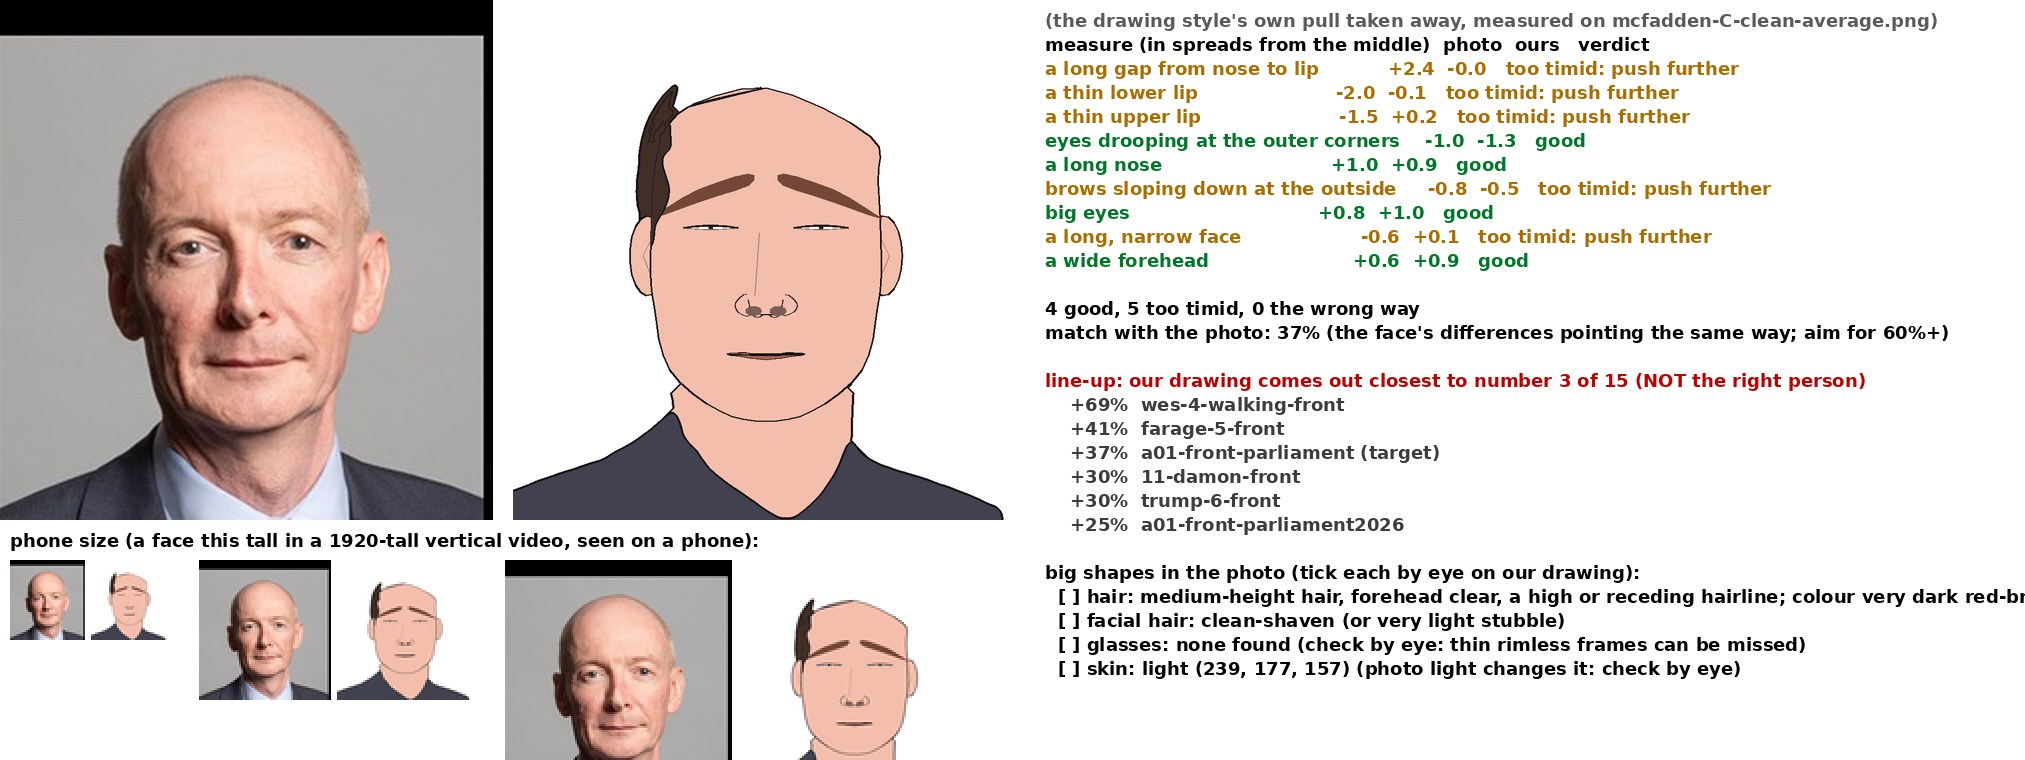 (the drawing style's own pull taken away, measured on mcfadden-C-clean-average.png)
measure (in spreads from the middle)  photo  ours  verdict
a long gap from nose to lip  +2.4  -0.0  too timid: push further
a thin lower lip  -2.0  -0.1  too timid: push further
a thin upper lip  -1.5  +0.2  too timid: push further
eyes drooping at the outer corners  -1.0  -1.3  good
a long nose  +1.0  +0.9  good
brows sloping down at the outside  -0.8  -0.5  too timid: push further
big eyes  +0.8  +1.0  good
a long, narrow face  -0.6  +0.1  too timid: push further
a wide forehead  +0.6  +0.9  good
4 good, 5 too timid, 0 the wrong way
match with the photo: 37% (the face's differences pointing the same way; aim for 60%+)
line-up: our drawing comes out closest to number 3 of 15 (NOT the right person)
+69%  wes-4-walking-front
+41%  farage-5-front
+37%  a01-front-parliament (target)
+30%  11-damon-front
+30%  trump-6-front
+25%  a01-front-parliament2026
phone size (a face this tall in a 1920-tall vertical video, seen on a phone):
big shapes in the photo (tick each by eye on our drawing):
[ ] hair: medium-height hair, forehead clear, a high or receding hairline; colour very dark red-br
[ ] facial hair: clean-shaven (or very light stubble)
[ ] glasses: none found (check by eye: thin rimless frames can be missed)
[ ] skin: light (239, 177, 157) (photo light changes it: check by eye)